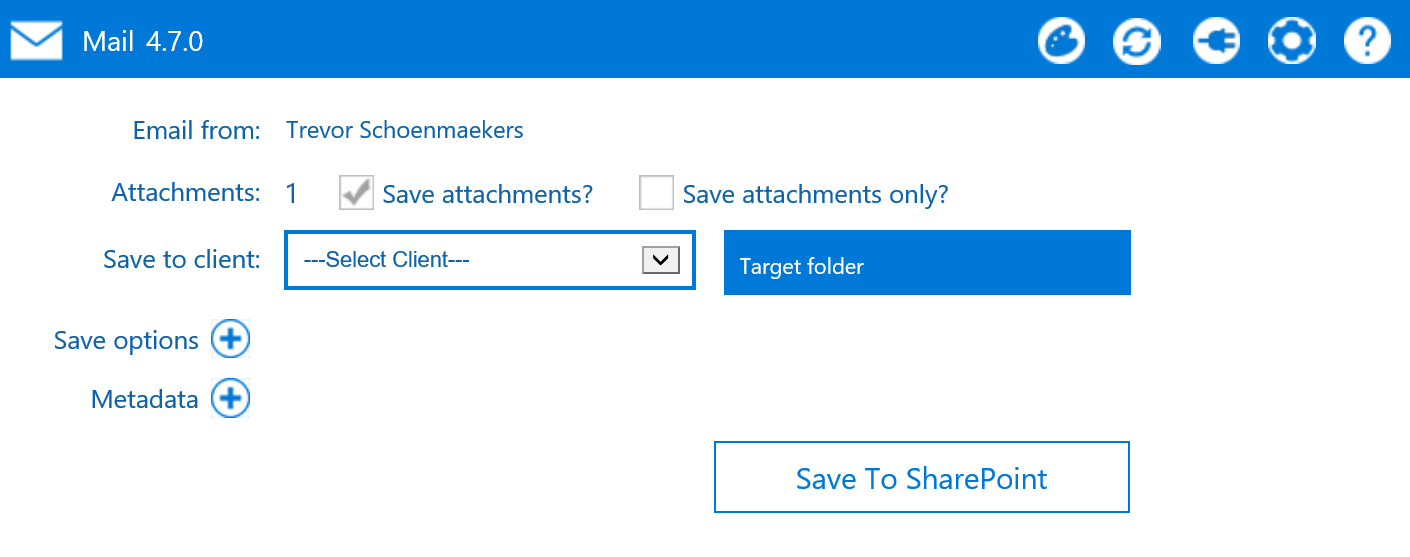 Mail 4.7.0
?
Email from: Trevor Schoenmaekers
Attachments: 1 Save attachments? Save attachments only?
Save to client: ---Select Client--- Target folder
Save options
Metadata
Save To SharePoint